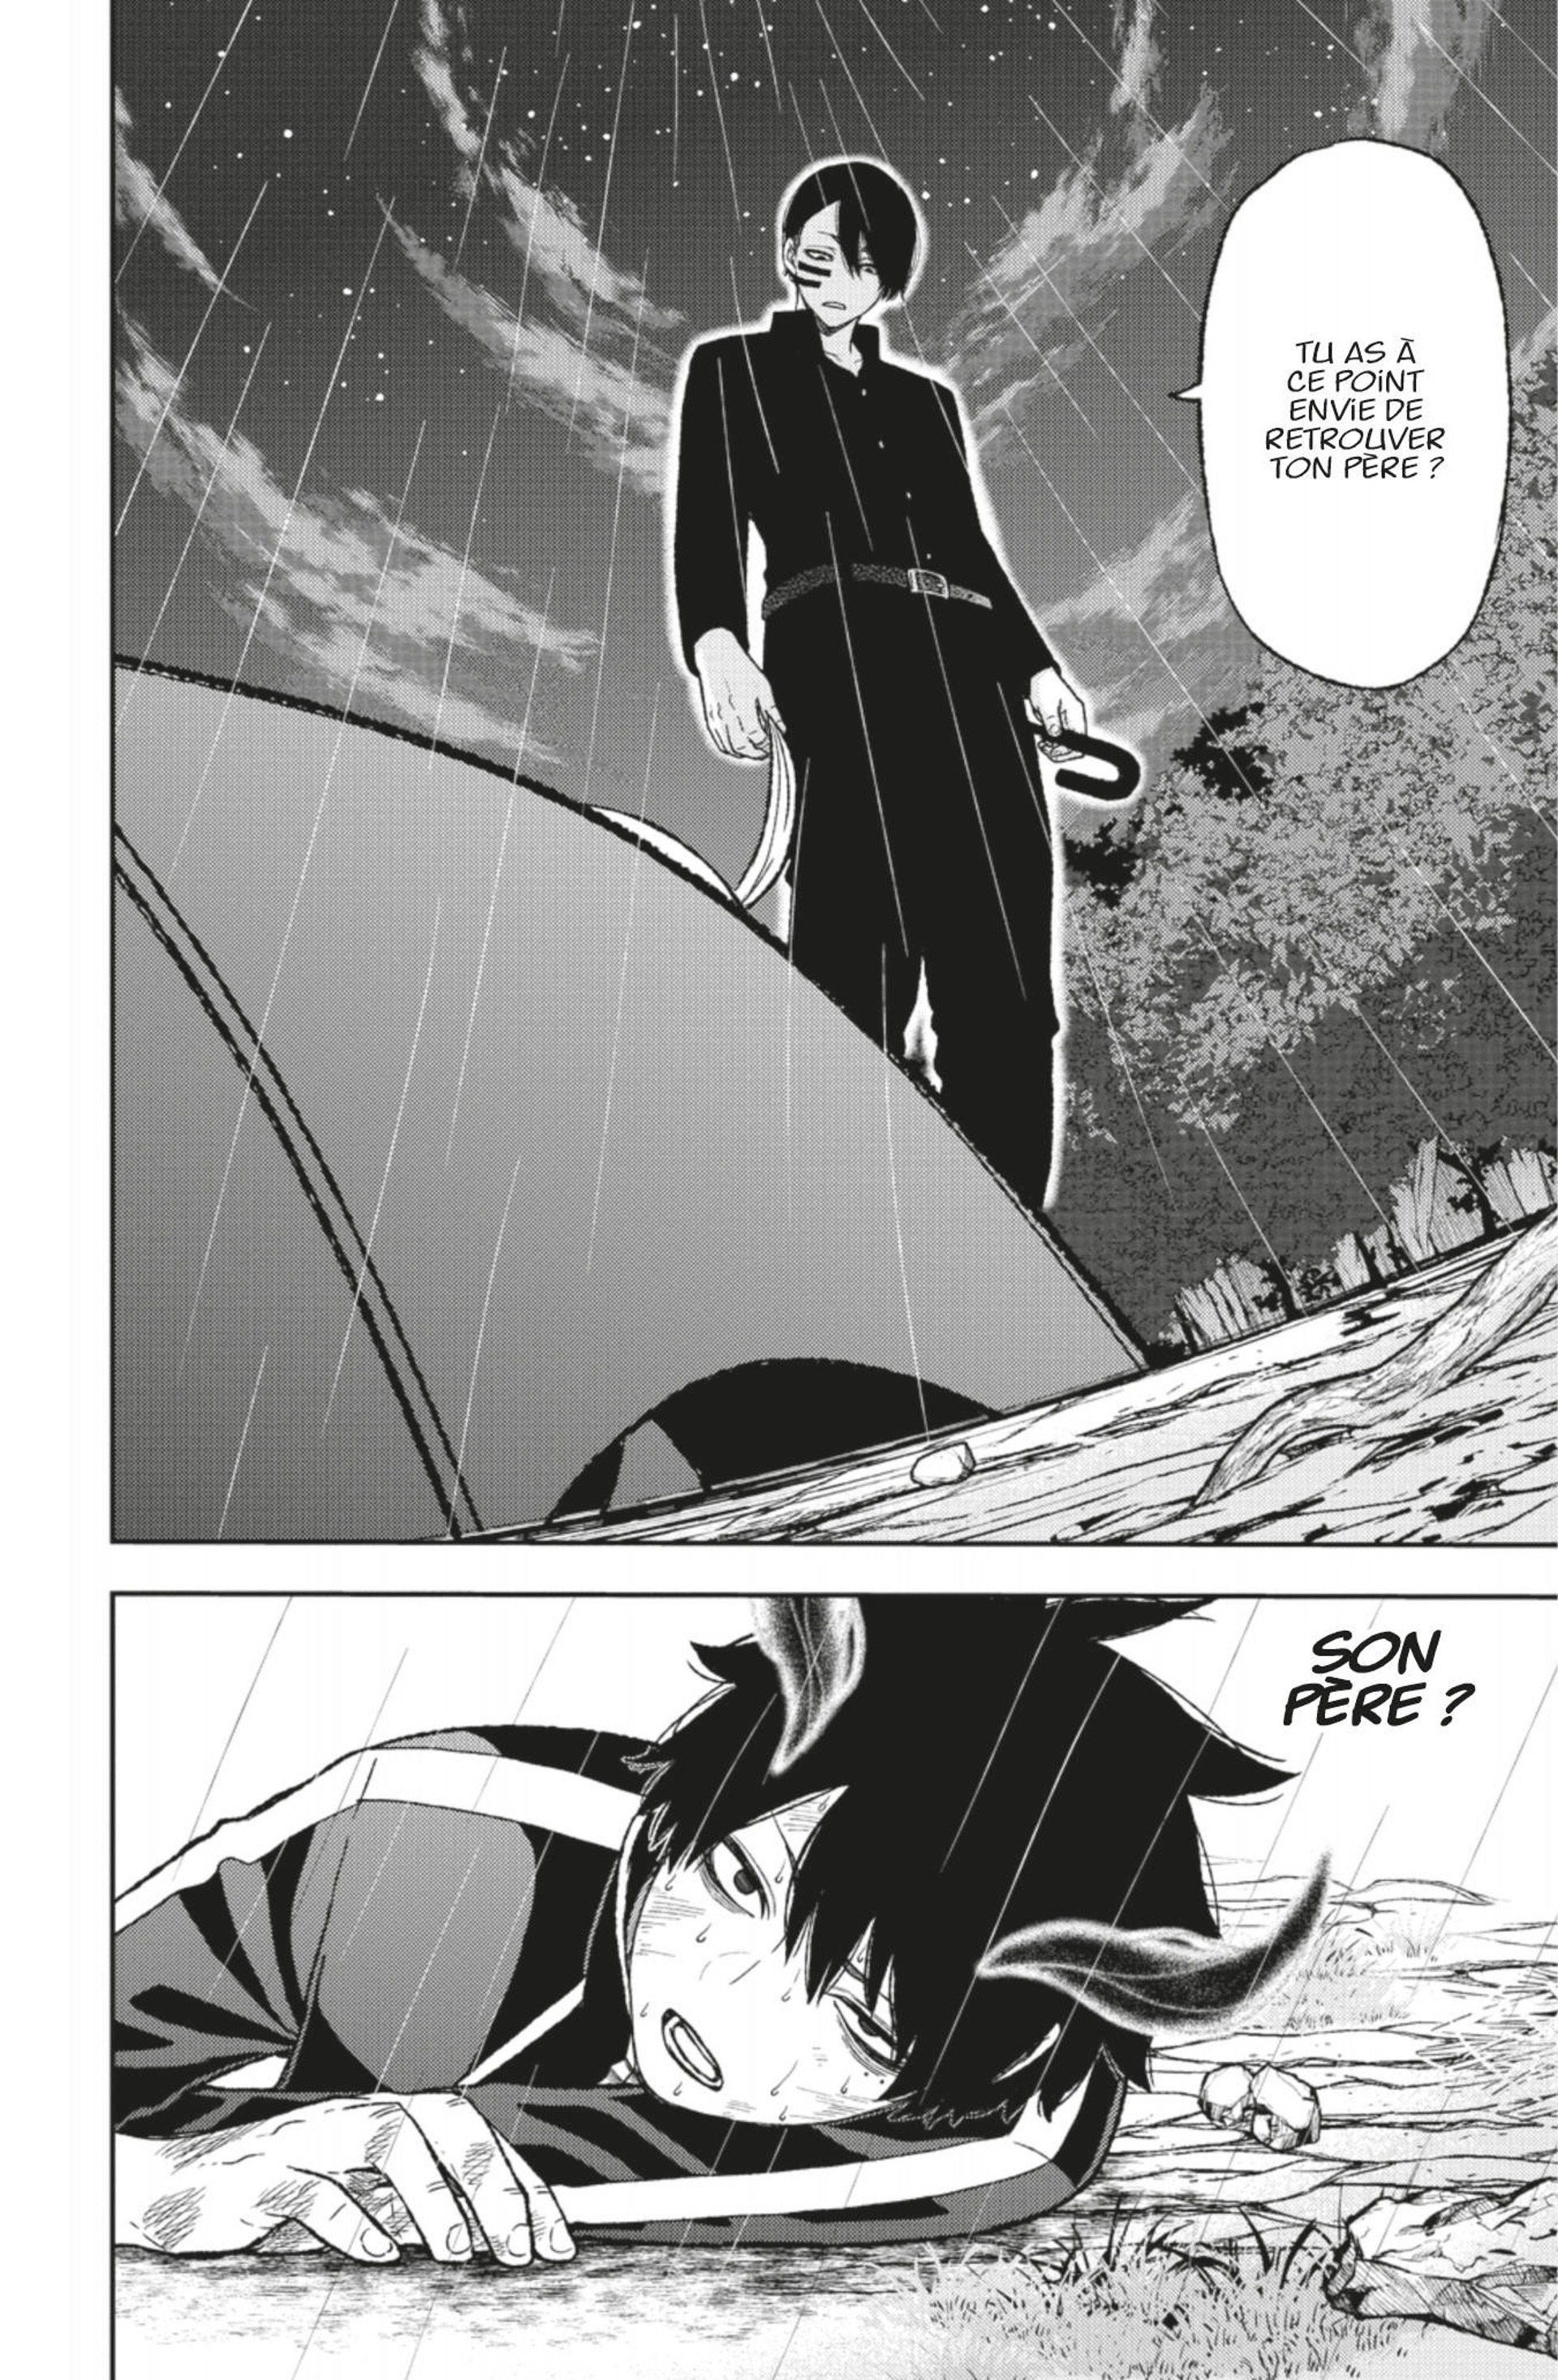 TU AS À
CE POINT
ENVIE DE
RETROUVER
TON PÈRE ?
SON
PÈRE ?